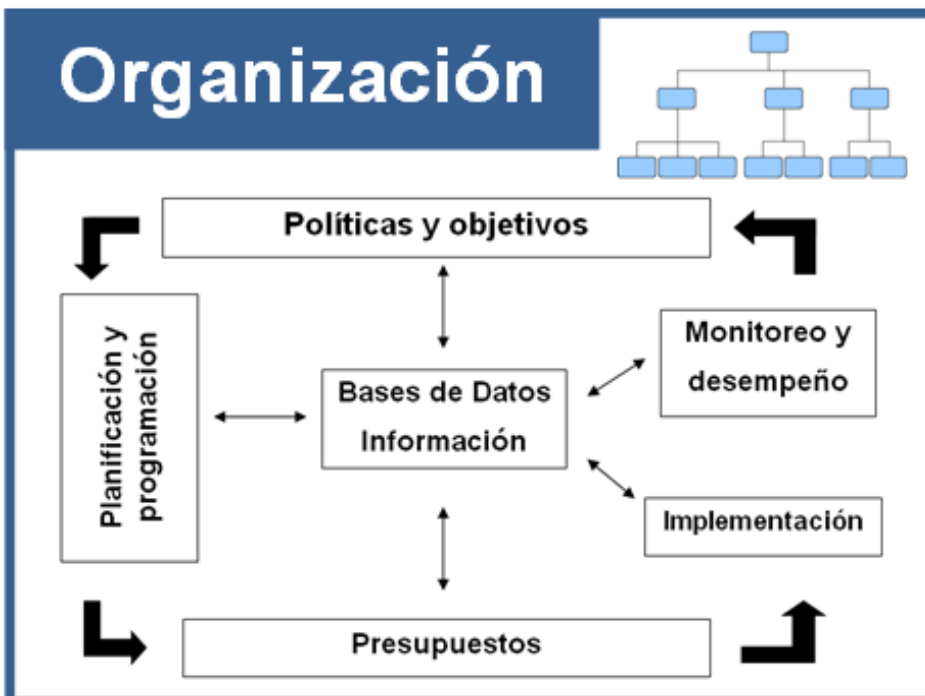 Organización
Políticas y objetivos
Planificación y
programación
Bases de Datos
Información
Monitoreo y
desempeño
Implementación
Presupuestos